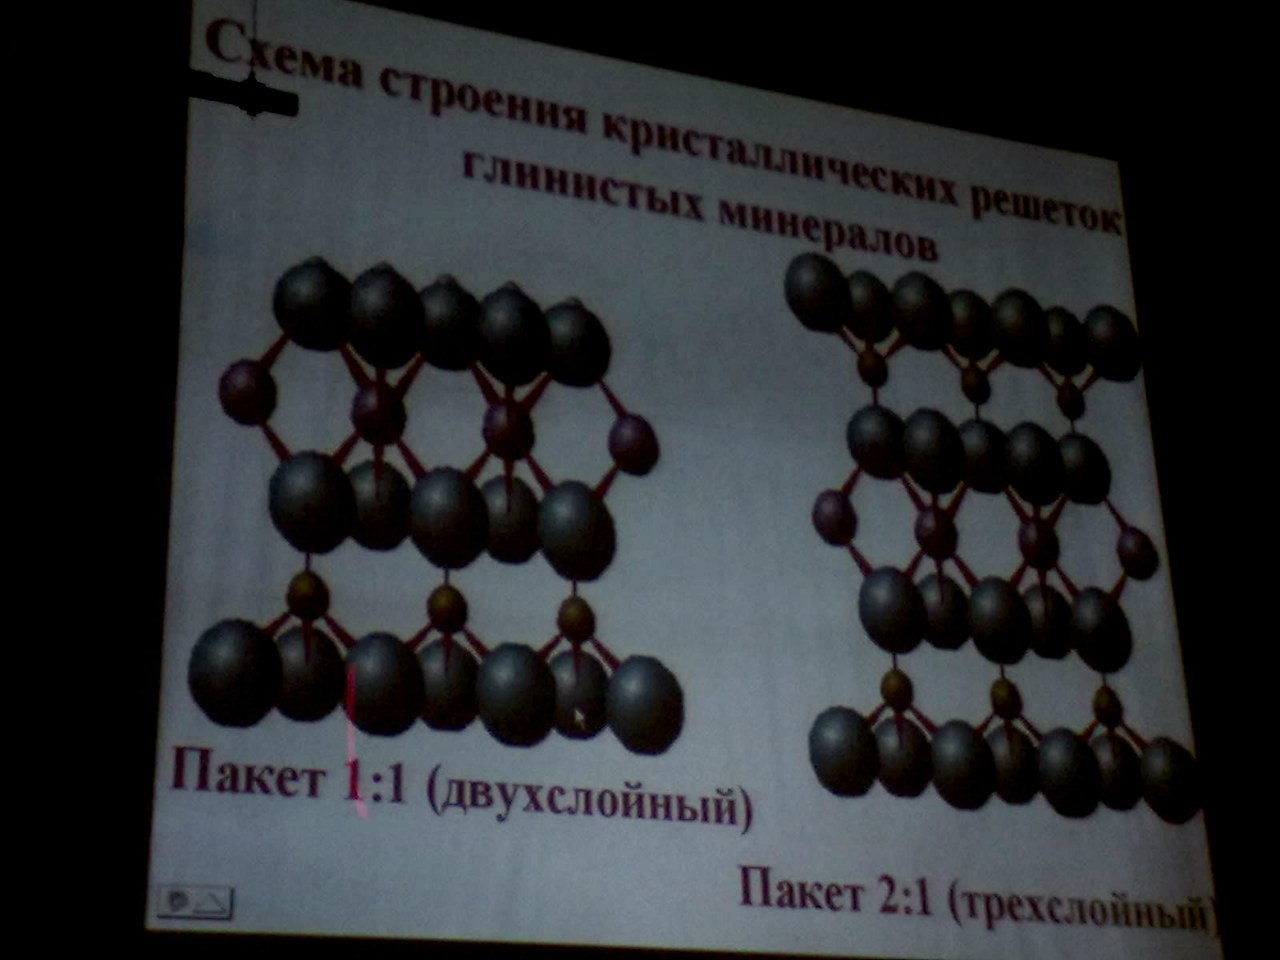 Схема строения кристаллических решеток
глинистых минералов
Пакет 1:1 (двухслойный)
Пакет 2:1 (трехслойный)